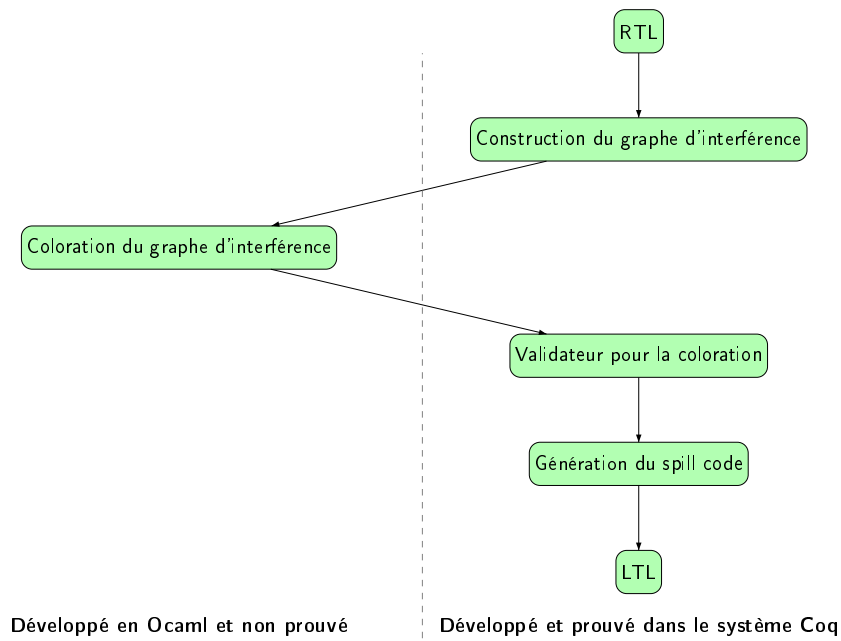 RTL
Construction du graphe d'interférence
Coloration du graphe d'interférence
Validateur pour la coloration
Génération du spill code
LTL
Développé en Ocaml et non prouvé
Développé et prouvé dans le système Coq